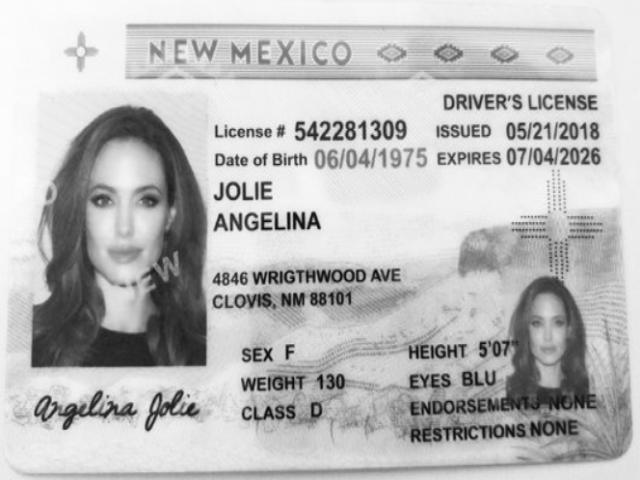 NEW MEXICO
DRIVER'S LICENSE
License # 542281309 ISSUED 05/21/2018
Date of Birth 06/04/1975 EXPIRES 07/04/2026
JOLIE
ANGELINA
4846 WRIGTHWOOD AVE
CLOVIS, NM 88101
SEX F HEIGHT 5'07"
WEIGHT 130 EYES BLU
CLASS D ENDORSEMENTS NONE
RESTRICTIONS NONE
Angelina Jolie